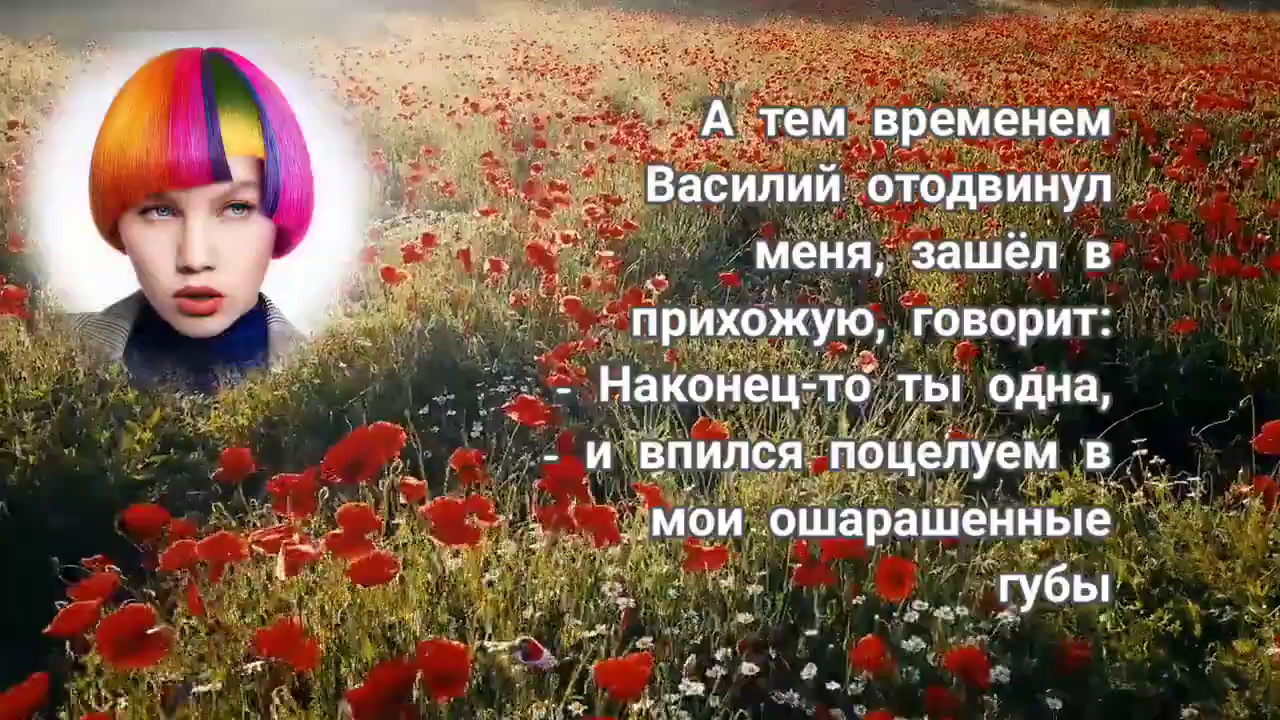 А тем временем
Василий отодвинул
меня, зашёл в
прихожую, говорит:
- Наконец-то ты одна,
- и впился поцелуем в
мои ошарашенные
губы